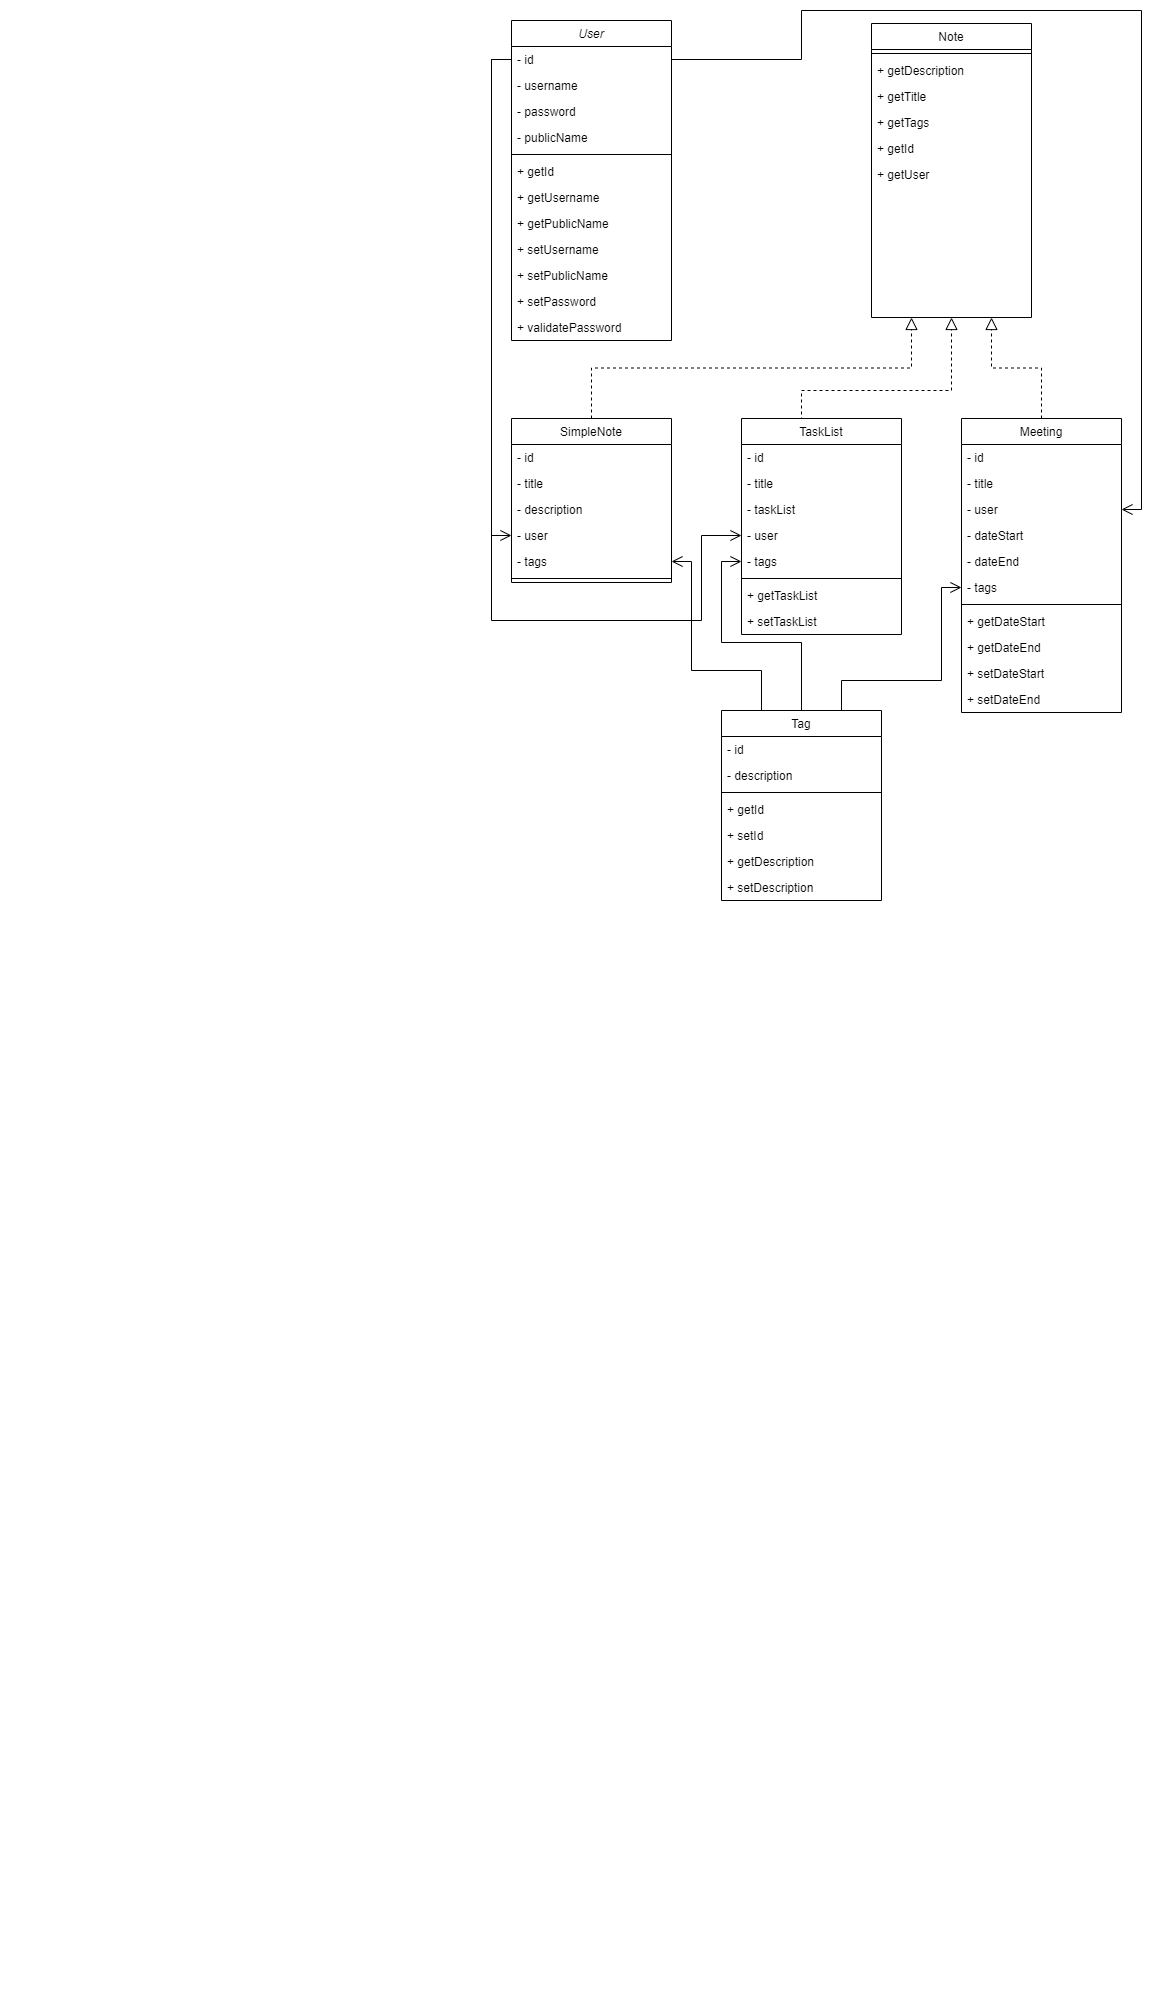 User
- id
- username
- password
- publicName
+ getId
+ getUsername
+ getPublicName
+ setUsername
+ setPublicName
+ setPassword
+ validatePassword
Note
+ getDescription
+ getTitle
+ getTags
+ getId
+ getUser
SimpleNote
- id
- title
- description
- user
- tags
TaskList
- id
- title
- taskList
- user
- tags
+ getTaskList
+ setTaskList
Meeting
- id
- title
- user
- dateStart
- dateEnd
- tags
+ getDateStart
+ getDateEnd
+ setDateStart
+ setDateEnd
Tag
- id
- description
+ getId
+ setId
+ getDescription
+ setDescription